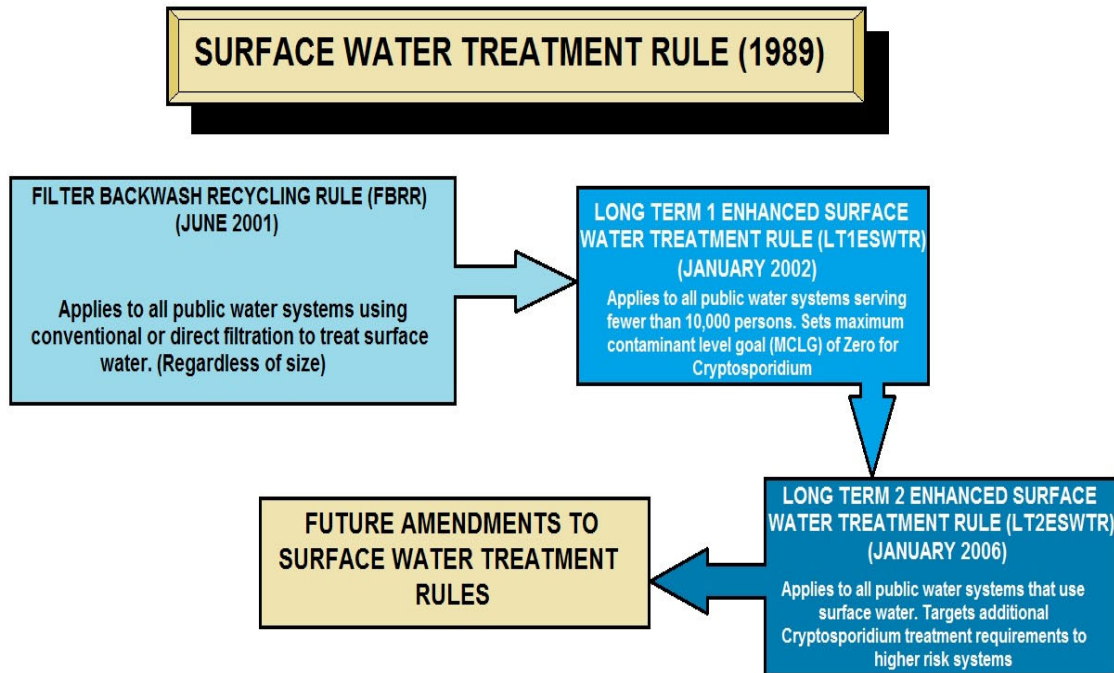 SURFACE WATER TREATMENT RULE (1989)
FILTER BACKWASH RECYCLING RULE (FBRR)
(JUNE 2001)
Applies to all public water systems using
conventional or direct filtration to treat surface
water. (Regardless of size)
LONG TERM 1 ENHANCED SURFACE
WATER TREATMENT RULE (LT1ESWTR)
(JANUARY 2002)
Applies to all public water systems serving
fewer than 10,000 persons. Sets maximum
contaminant level goal (MCLG) of Zero for
Cryptosporidium
LONG TERM 2 ENHANCED SURFACE
WATER TREATMENT RULE (LT2ESWTR)
(JANUARY 2006)
Applies to all public water systems that use
surface water. Targets additional
Cryptosporidium treatment requirements to
higher risk systems
FUTURE AMENDMENTS TO
SURFACE WATER TREATMENT
RULES